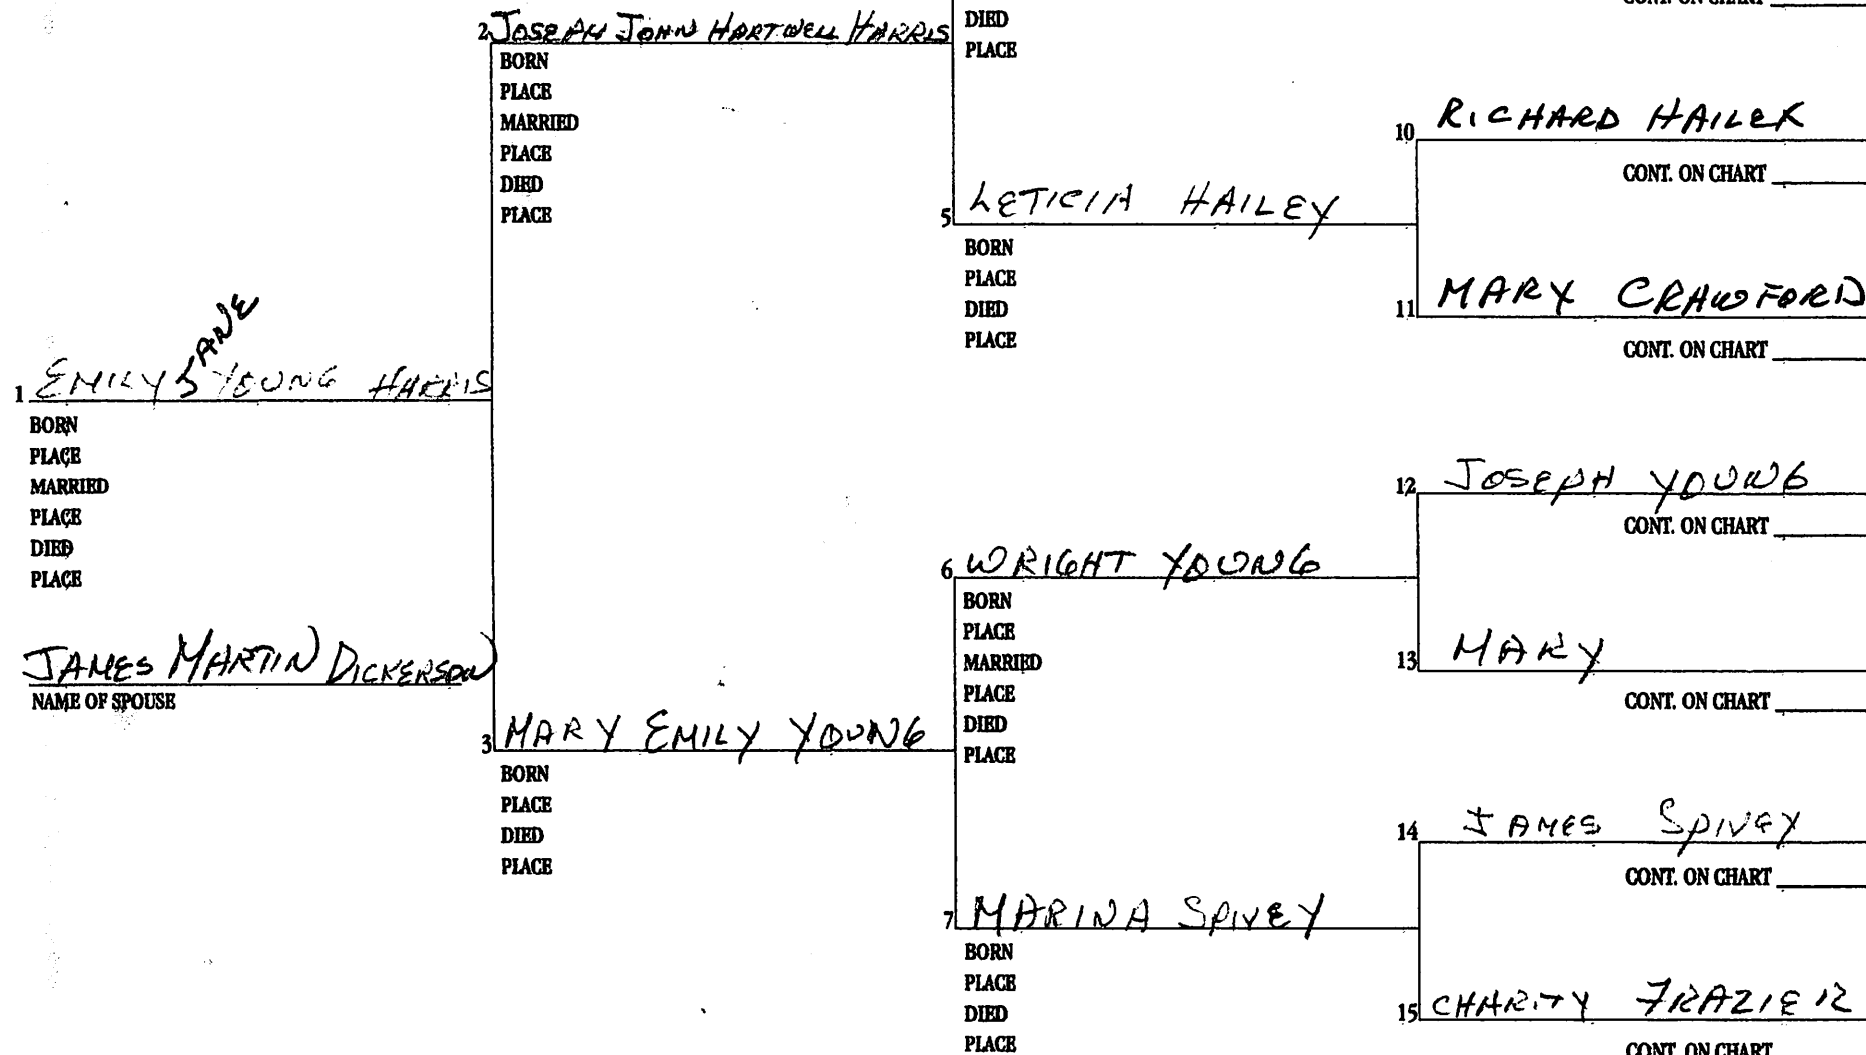 CONT. ON CHART
DIED
PLACE
2 JOSEPH JOHN HARTWELL HARRIS
BORN
PLACE
MARRIED
PLACE
DIED
PLACE
10 RICHARD HAILEY
CONT. ON CHART
5 LETICIA HAILEY
BORN
PLACE
DIED
PLACE
11 MARY CRAWFORD
CONT. ON CHART
JANE
1 EMILY YOUNG HARRIS
BORN
PLACE
MARRIED
PLACE
DIED
PLACE
JAMES MARTIN DICKERSON
NAME OF SPOUSE
12 JOSEPH YOUNG
CONT. ON CHART
6 WRIGHT YOUNG
BORN
PLACE
MARRIED
PLACE
DIED
PLACE
13 MARY
CONT. ON CHART
3 MARY EMILY YOUNG
BORN
PLACE
DIED
PLACE
14 JAMES SPIVEY
CONT. ON CHART
7 MARINA SPIVEY
BORN
PLACE
DIED
PLACE
15 CHARITY FRAZIER
CONT. ON CHART